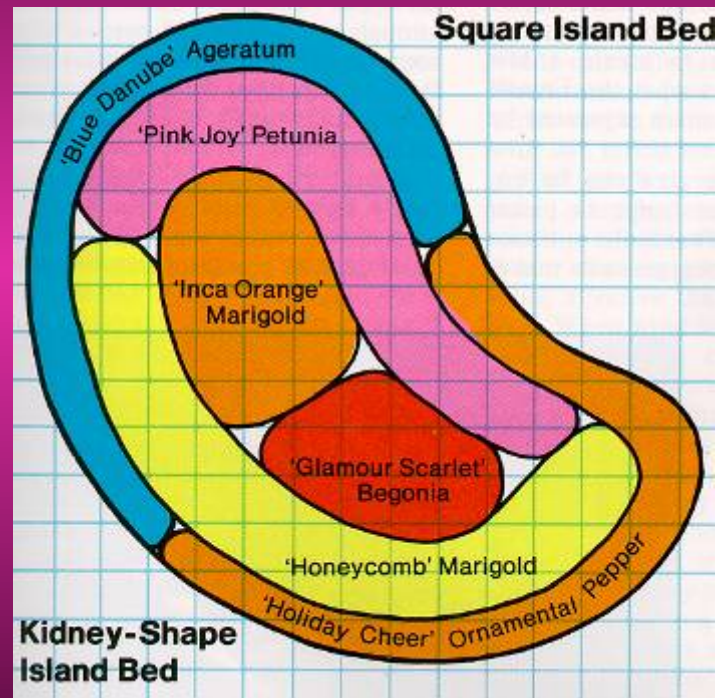 Square Island Bed
'Blue Danube' Ageratum
'Pink Joy' Petunia
'Inca Orange'
Marigold
'Glamour Scarlet'
Begonia
'Honeycomb' Marigold
'Holiday Cheer' Ornamental Pepper
Kidney-Shape
Island Bed